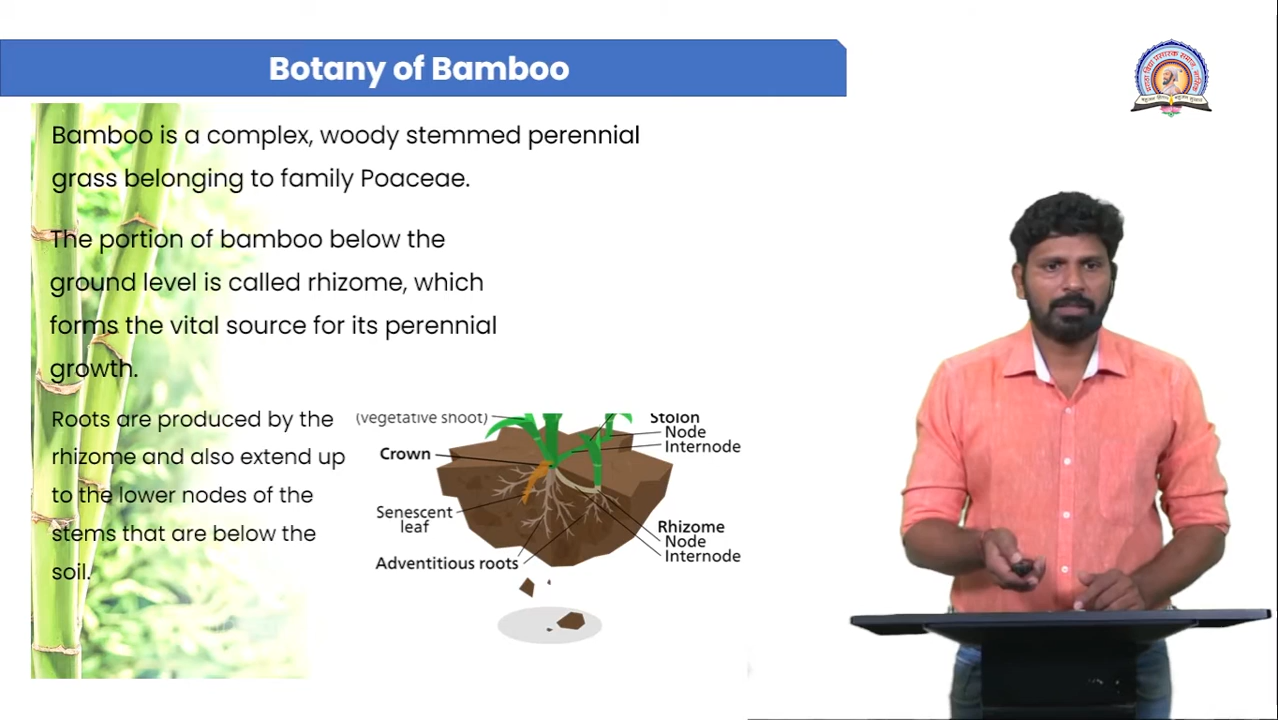 Botany of Bamboo
Bamboo is a complex, woody stemmed perennial
grass belonging to family Poaceae.
The portion of bamboo below the
ground level is called rhizome, which
forms the vital source for its perennial
growth.
Roots are produced by the
rhizome and also extend up
to the lower nodes of the
stems that are below the
soil.
(vegetative shoot)
Crown
Senescent
leaf
Adventitious roots
Stolon
Node
Internode
Rhizome
Node
Internode